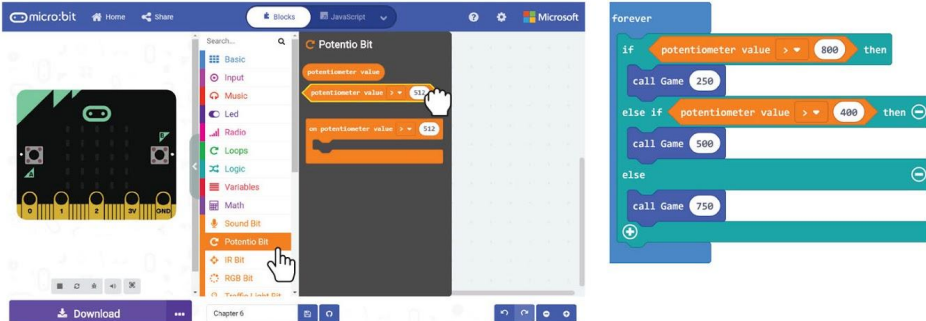 micro:bit Home Share Blocks JavaScript Microsoft
Search...
Basic
Input
Music
Led
Radio
Loops
Logic
Variables
Math
Sound Bit
Potentio Bit
IR Bit
RGB Bit
Traffic Light Bit
Potentio Bit
potentiometer value
potentiometer value > 512
on potentiometer value > 512
0 1 2 3V GND
A
B
Download
Chapter 6
forever
if potentiometer value > 800 then
call Game 250
else if potentiometer value > 400 then
call Game 500
else
call Game 750